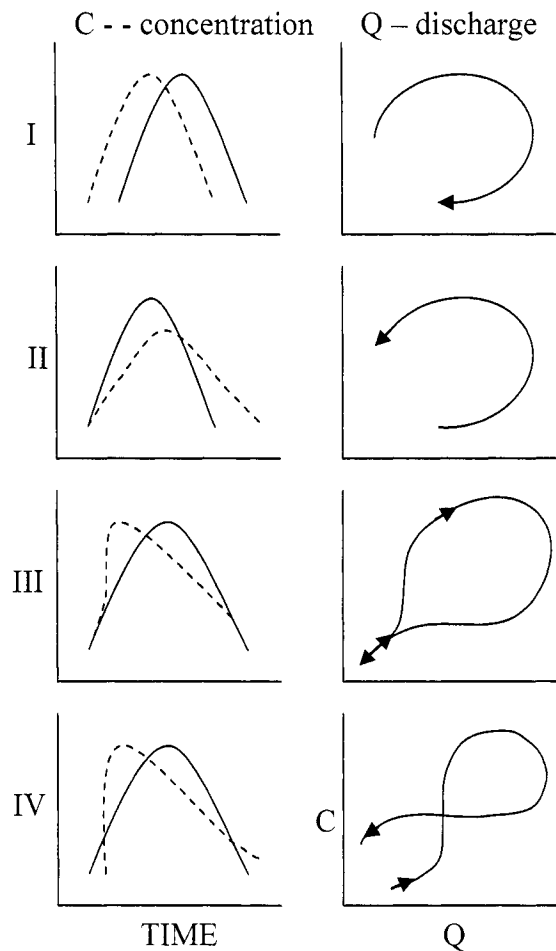 C - - concentration Q – discharge
I
II
III
IV
C
TIME Q